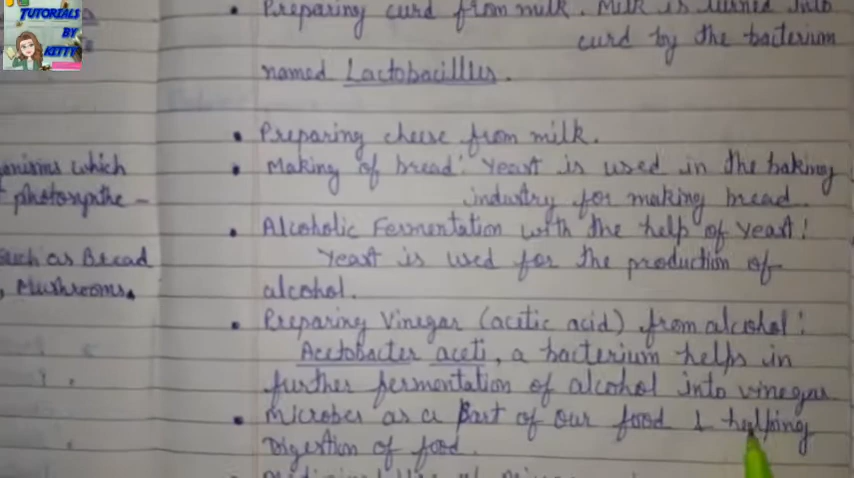 TUTORIALS
BY
KITTY
• Preparing curd from milk. Milk is turned into
curd by the bacterium
named Lactobacillus.
• Preparing cheese from milk.
• Making of bread: Yeast is used in the baking
industry for making bread.
• Alcoholic Fermentation with the help of yeast:
Yeast is used for the production of
alcohol.
• Preparing Vinegar (acetic acid) from alcohol:
Acetobacter aceti, a bacterium helps in
further fermentation of alcohol into vinegar
• Microbes as a part of our food & helping
Digestion of food.
anisms which
photosynthe-
Such as Bread
, Mushrooms.